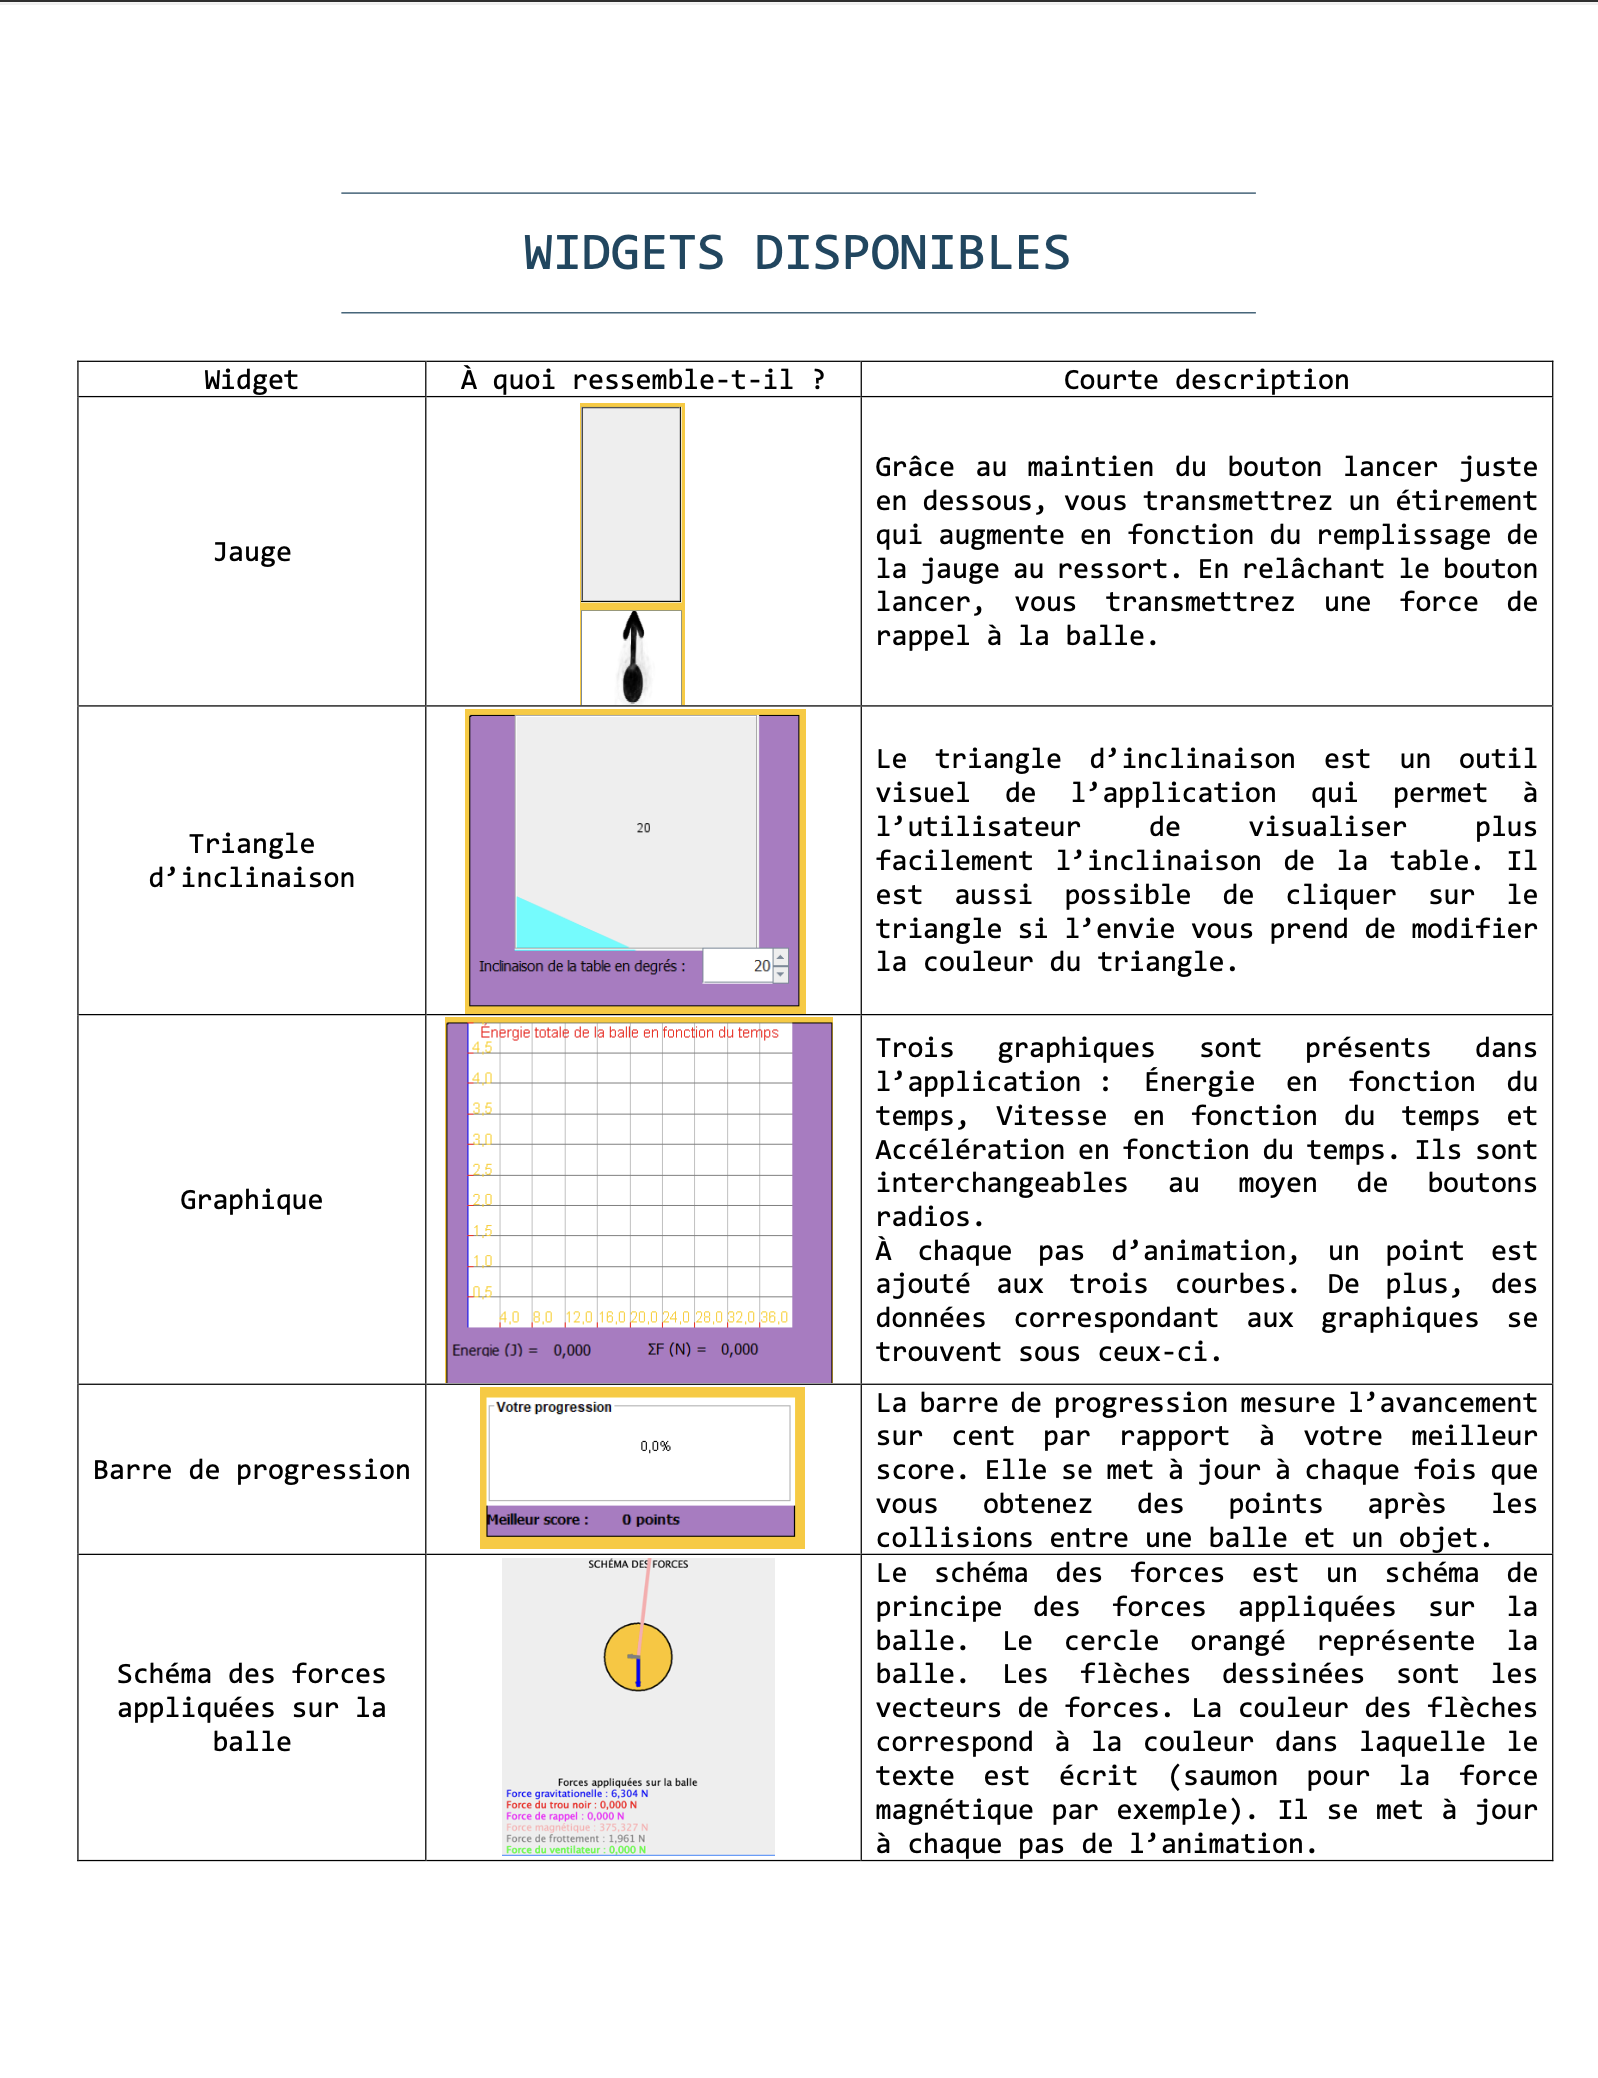 WIDGETS DISPONIBLES
Widget
À quoi ressemble-t-il ?
Courte description
Jauge
Grâce au maintien du bouton lancer juste
en dessous, vous transmettrez un étirement
qui augmente en fonction du remplissage de
la jauge au ressort. En relâchant le bouton
lancer, vous transmettrez une force de
rappel à la balle.
Triangle
d’inclinaison
20
Inclinaison de la table en degrés :
20
Le triangle d’inclinaison est un outil
visuel de l’application qui permet à
l’utilisateur de visualiser plus
facilement l’inclinaison de la table. Il
est aussi possible de cliquer sur le
triangle si l’envie vous prend de modifier
la couleur du triangle.
Graphique
Énergie totale de la balle en fonction du temps
4,5
4,0
3,5
3,0
2,5
2,0
1,5
1,0
0,5
4,0 8,0 12,0 16,0 20,0 24,0 28,0 32,0 36,0
Energie (J) = 0,000 ΣF (N) = 0,000
Trois graphiques sont présents dans
l’application : Énergie en fonction du
temps, Vitesse en fonction du temps et
Accélération en fonction du temps. Ils sont
interchangeables au moyen de boutons
radios.
À chaque pas d’animation, un point est
ajouté aux trois courbes. De plus, des
données correspondant aux graphiques se
trouvent sous ceux-ci.
Barre de progression
Votre progression
0,0%
Meilleur score : 0 points
La barre de progression mesure l’avancement
sur cent par rapport à votre meilleur
score. Elle se met à jour à chaque fois que
vous obtenez des points après les
collisions entre une balle et un objet.
Schéma des forces
appliquées sur la
balle
SCHÉMA DES FORCES
Forces appliquées sur la balle
Force gravitationelle : 6,304 N
Force du trou noir : 0,000 N
Force de rappel : 0,000 N
Force magnétique : 375,327 N
Force de frottement : 1,961 N
Force du ventilateur : 0,000 N
Le schéma des forces est un schéma de
principe des forces appliquées sur la
balle. Le cercle orangé représente la
balle. Les flèches dessinées sont les
vecteurs de forces. La couleur des flèches
correspond à la couleur dans laquelle le
texte est écrit (saumon pour la force
magnétique par exemple). Il se met à jour
à chaque pas de l’animation.